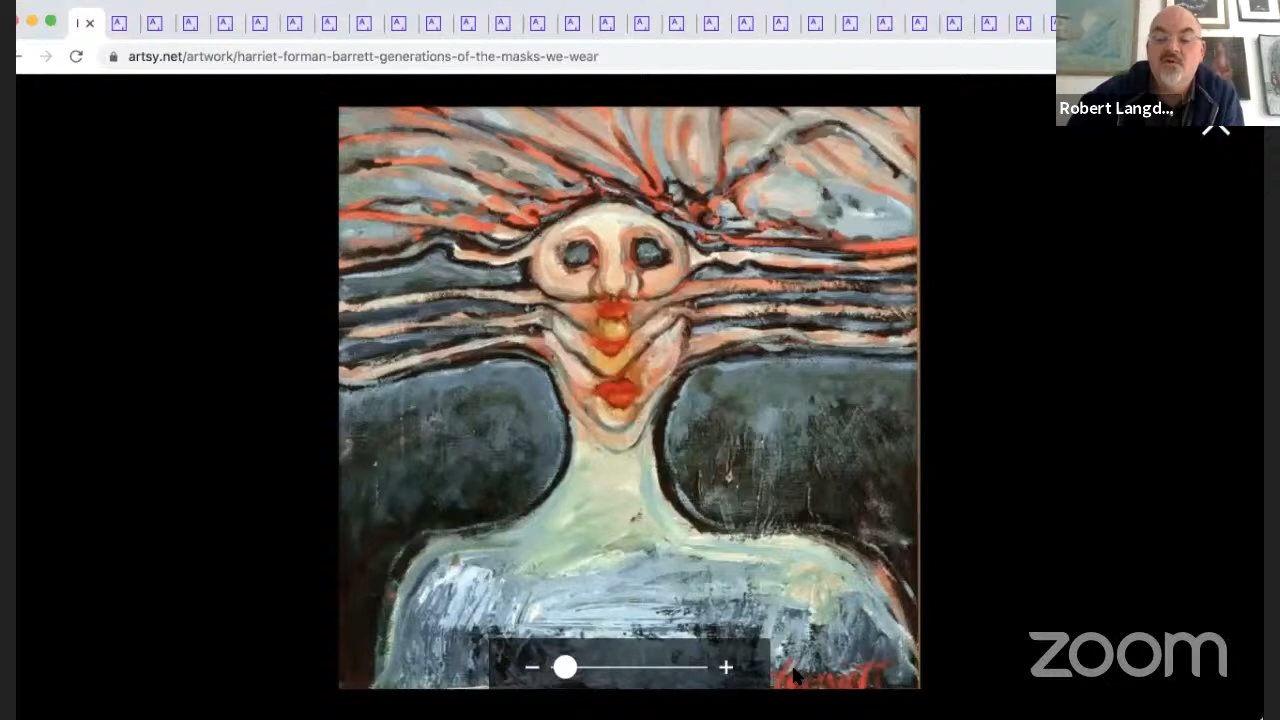 artsy.net/artwork/harriet-forman-barrett-generations-of-the-masks-we-wear
Robert Langd...
zoom